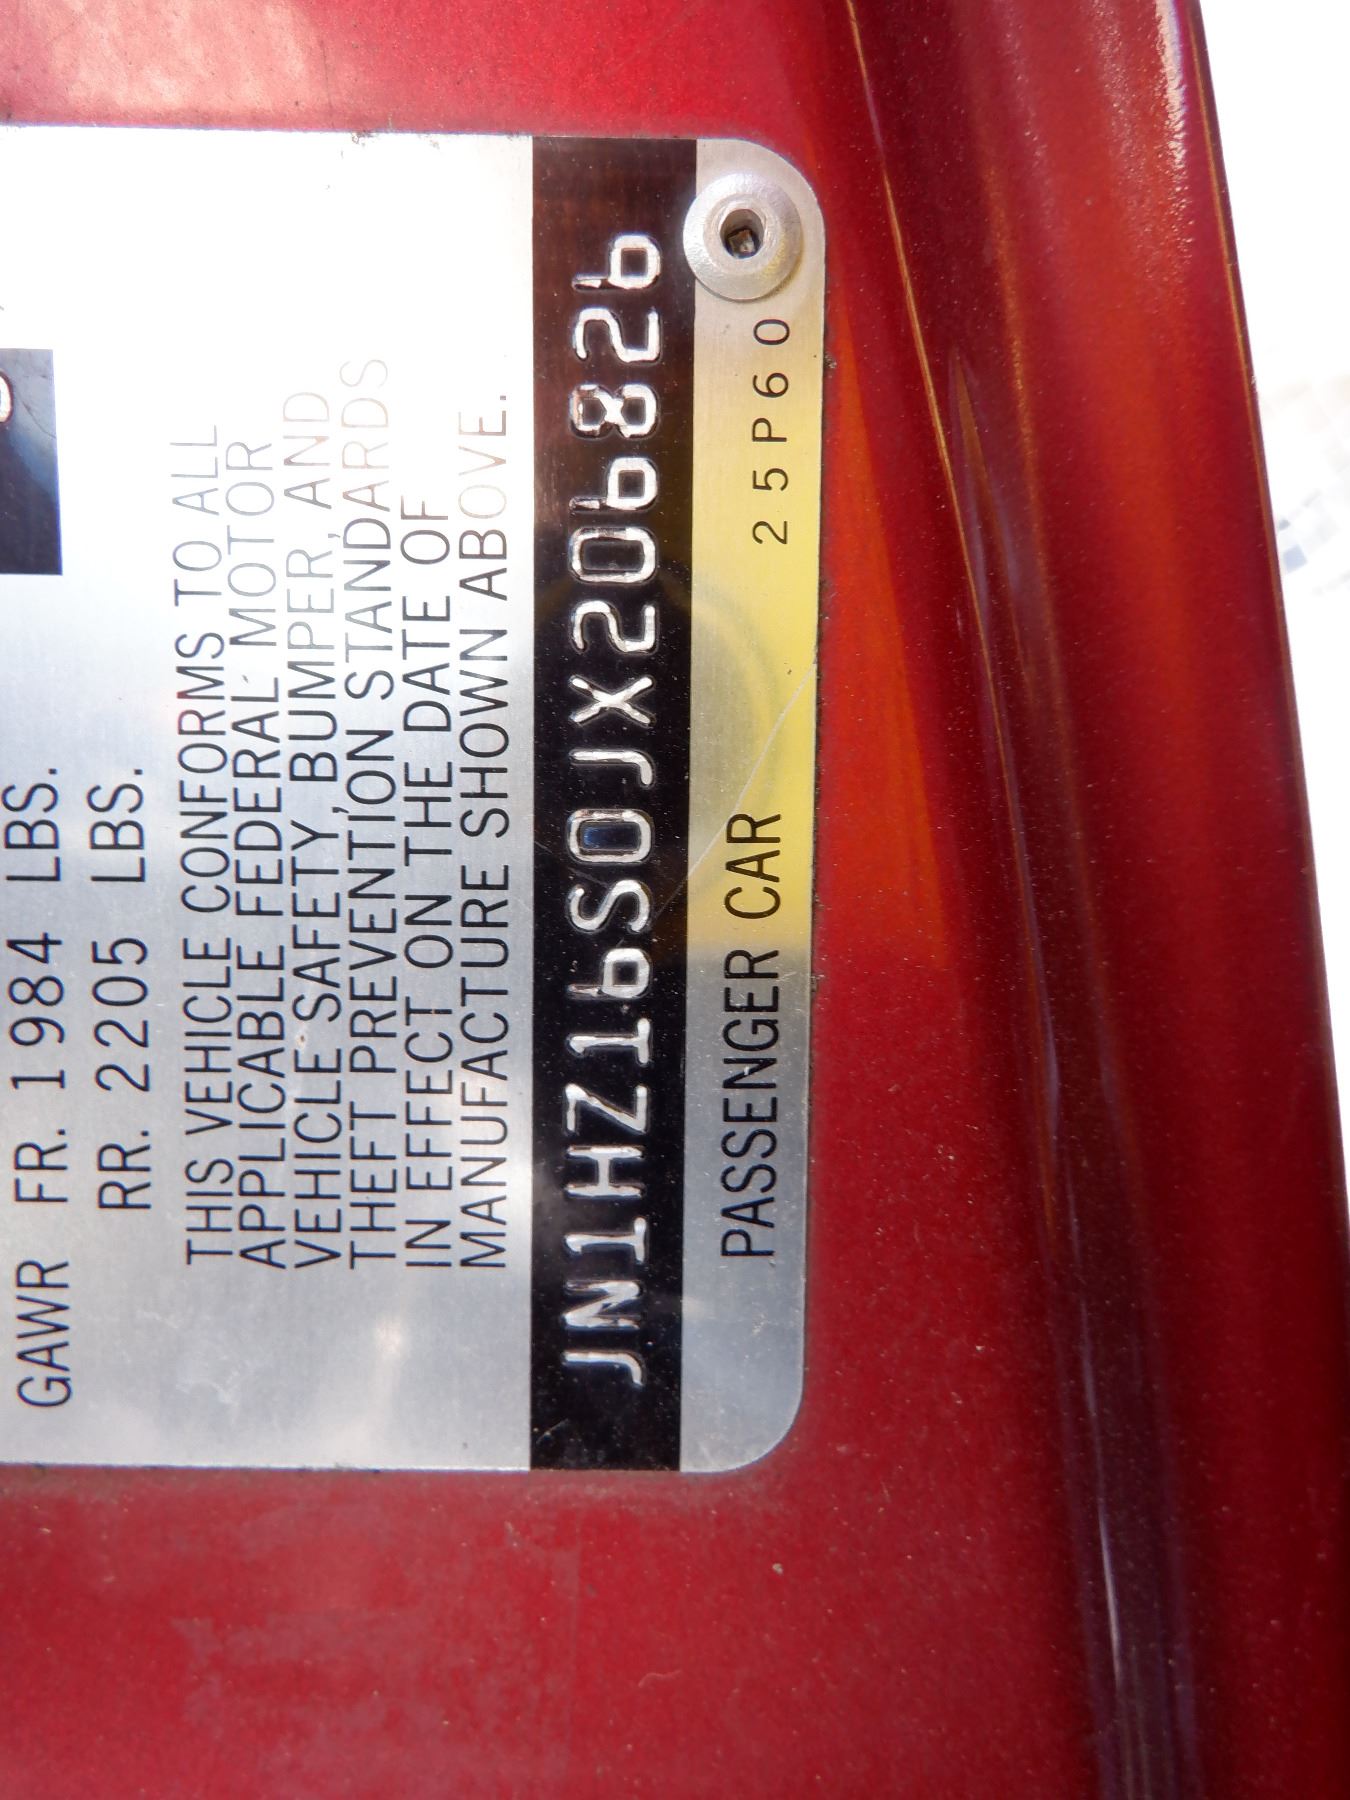 GAWR FR. 1984 LBS.
RR. 2205 LBS.
THIS VEHICLE CONFORMS TO ALL
APPLICABLE FEDERAL MOTOR
VEHICLE SAFETY, BUMPER, AND
THEFT PREVENTION STANDARDS
IN EFFECT ON THE DATE OF
MANUFACTURE SHOWN ABOVE.
JN1HZ16S0JX206826
PASSENGER CAR 25P60